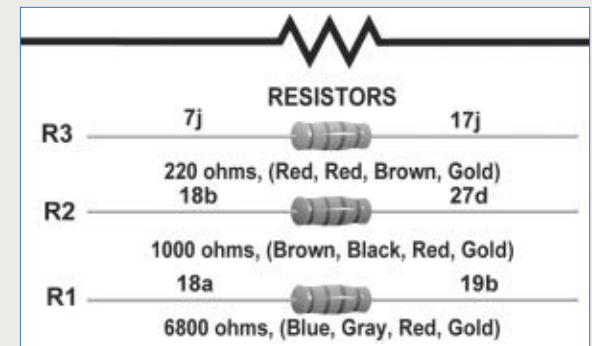 RESISTORS
R3 7j 17j
220 ohms, (Red, Red, Brown, Gold)
R2 18b 27d
1000 ohms, (Brown, Black, Red, Gold)
R1 18a 19b
6800 ohms, (Blue, Gray, Red, Gold)